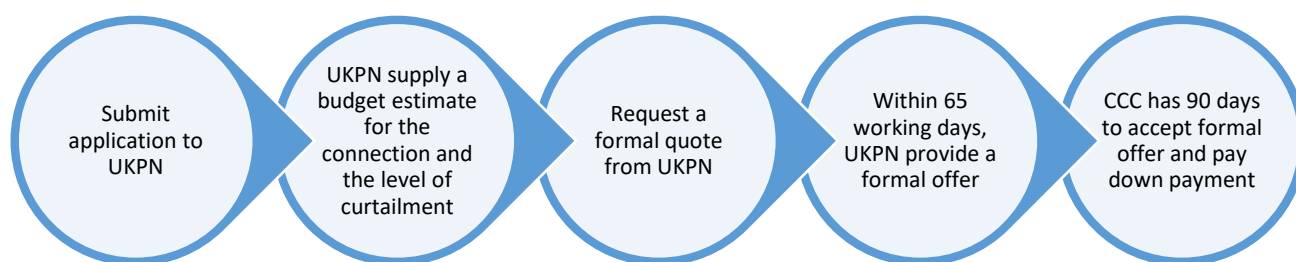 Submit
application to
UKPN
UKPN supply a
budget estimate
for the
connection and
the level of
curtailment
Request a
formal quote
from UKPN
Within 65
working days,
UKPN provide a
formal offer
CCC has 90 days
to accept formal
offer and pay
down payment